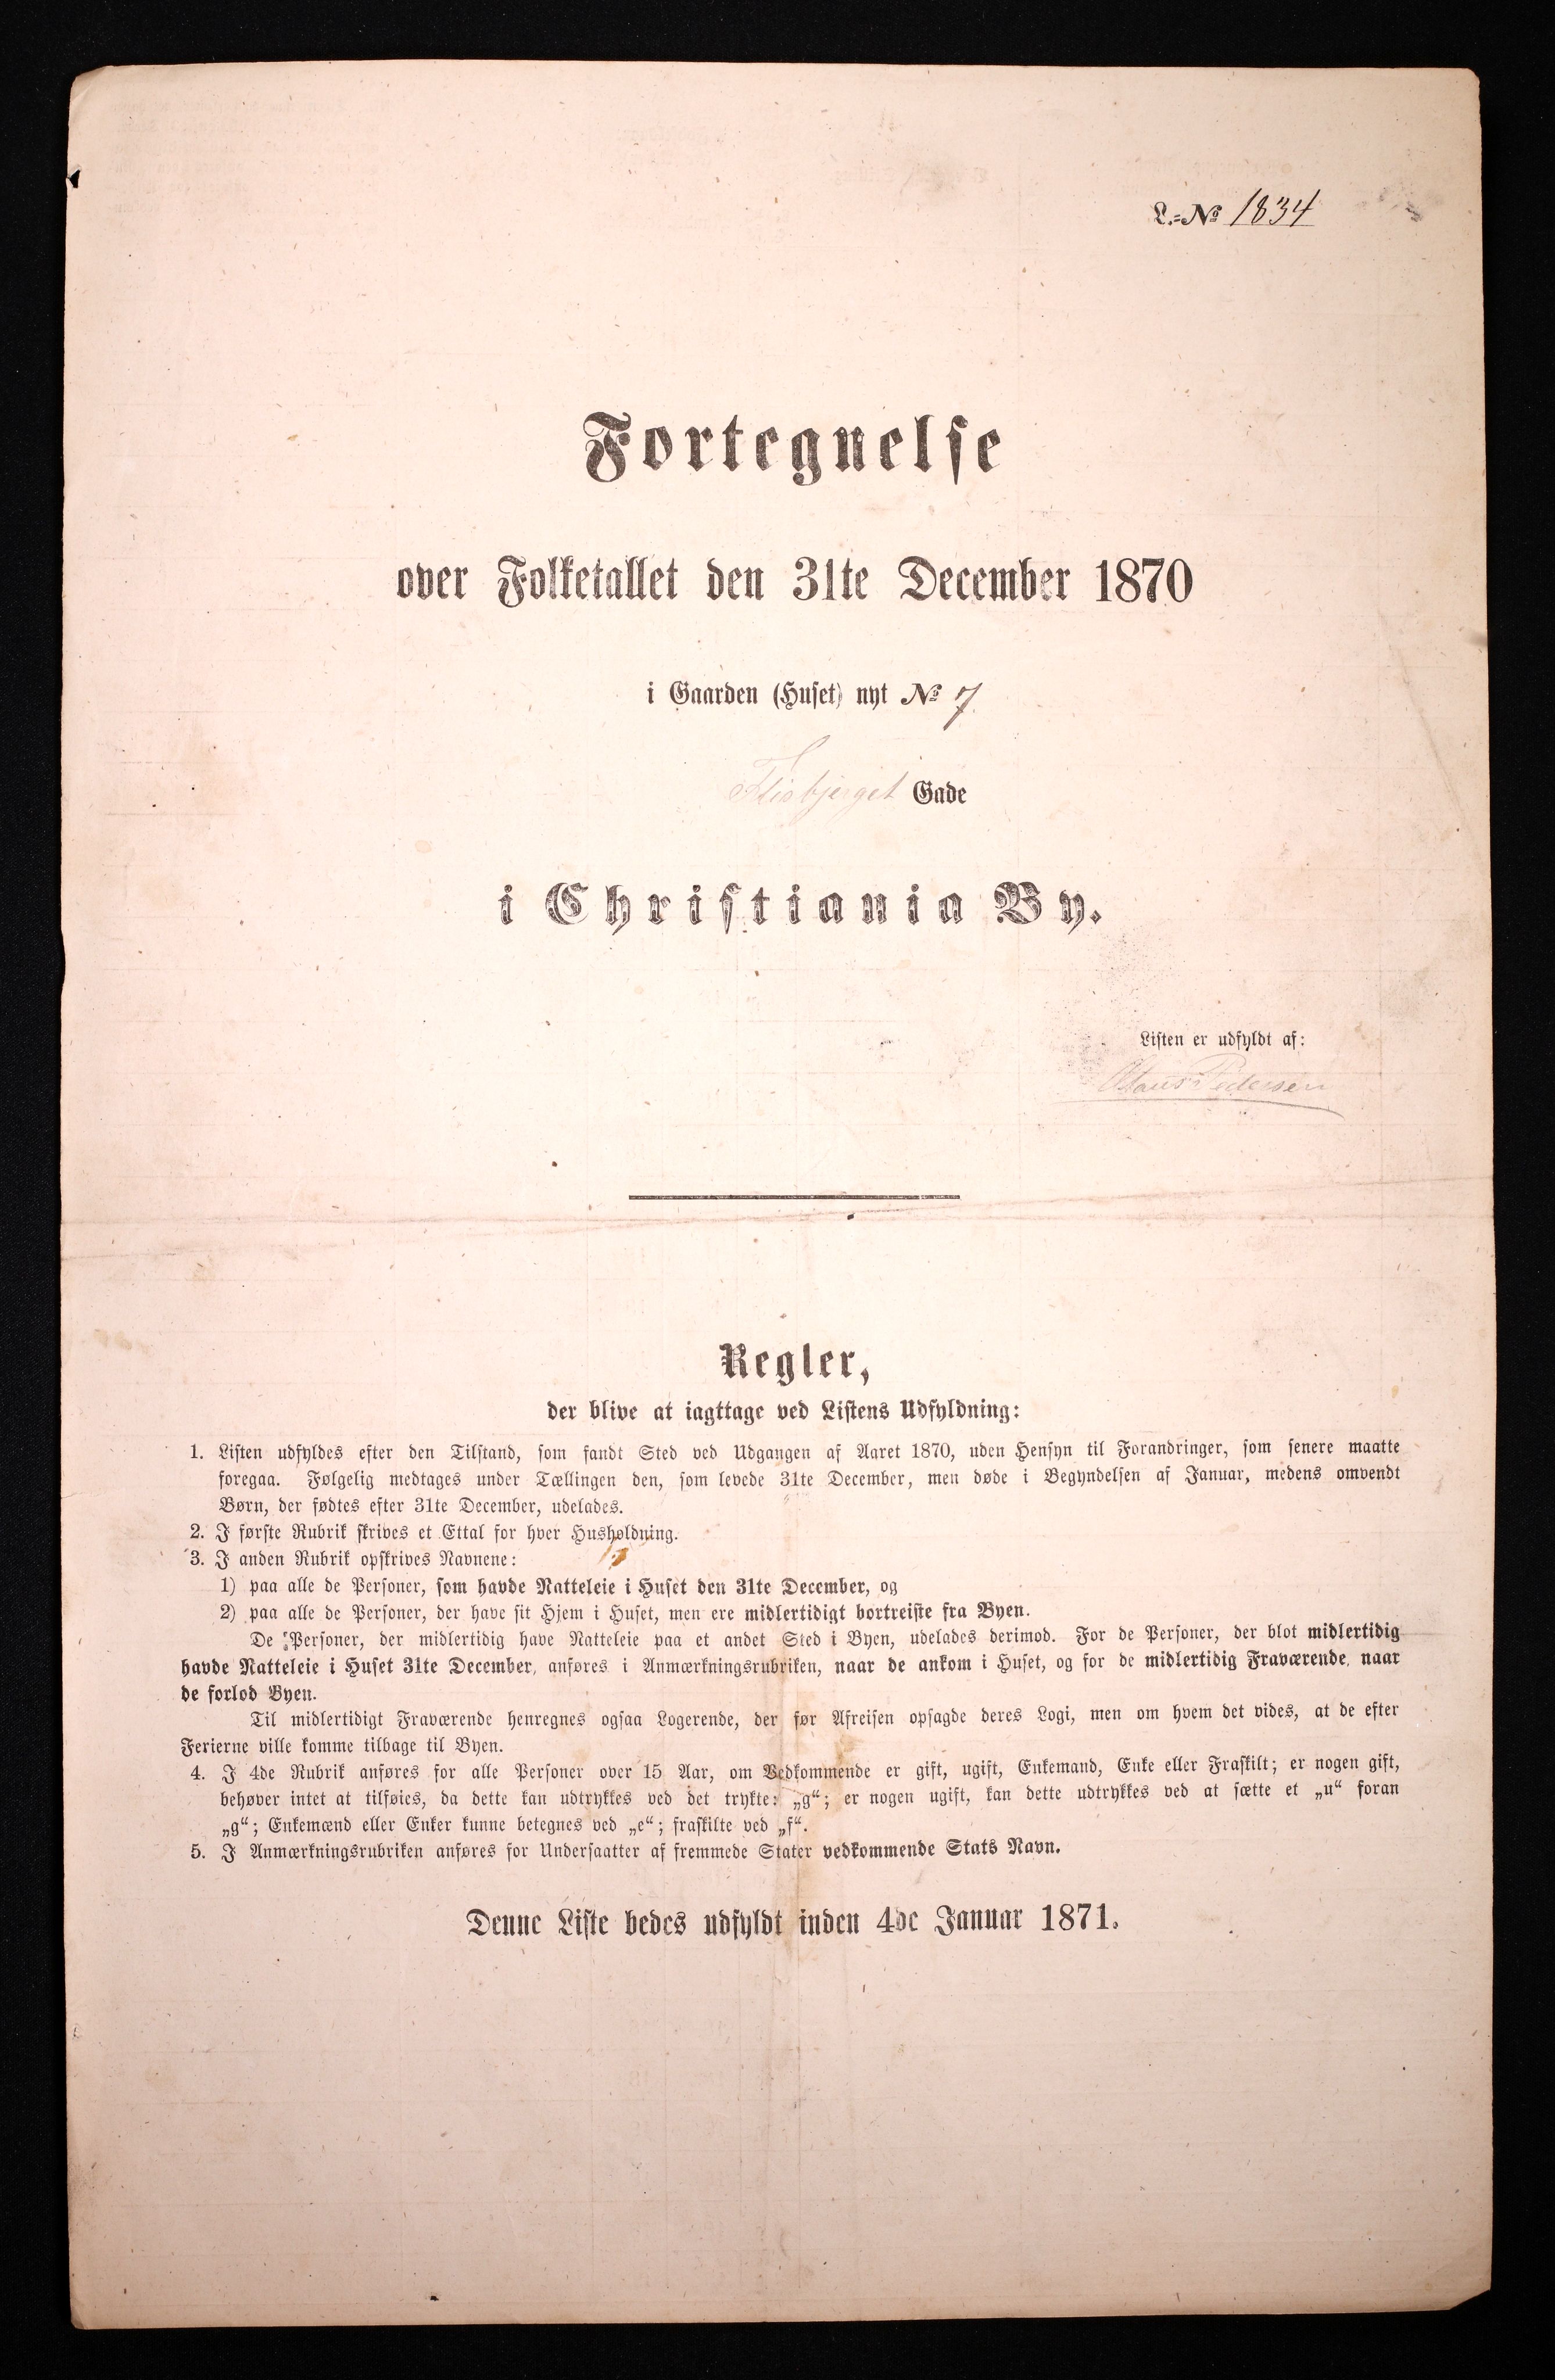 L.-№ 1834
Fortegnelse
over Folketallet den 31te December 1870
i Gaarden (Huset) nyt № 7
Flisbjerget Gade
i Christiania By.
Listen er udfyldt af:
Olaus Pedersen
Regler,
der blive at iagttage ved Listens Udfyldning:
1. Listen udfyldes efter den Tilstand, som fandt Sted ved Udgangen af Aaret 1870, uden Hensyn til Forandringer, som senere maatte
foregaa. Følgelig medtages under Tællingen den, som levede 31te December, men døde i Begyndelsen af Januar, medens omvendt
Børn, der fødtes efter 31te December, udelades.
2. I første Rubrik skrives et Ettal for hver Husholdning.
3. I anden Rubrik opskrives Navnene:
1) paa alle de Personer, som havde Natteleie i Huset den 31te December, og
2) paa alle de Personer, der have sit Hjem i Huset, men ere midlertidigt bortreiste fra Byen.
De Personer, der midlertidig have Natteleie paa et andet Sted i Byen, udelades derimod. For de Personer, der blot midlertidig
havde Natteleie i Huset 31te December, anføres i Anmærkningsrubriken, naar de ankom i Huset, og for de midlertidig Fraværende, naar
de forlod Byen.
Til midlertidigt Fraværende henregnes ogsaa Logerende, der før Afreisen opsagde deres Logi, men om hvem det vides, at de efter
Ferierne ville komme tilbage til Byen.
4. I 4de Rubrik anføres for alle Personer over 15 Aar, om Vedkommende er gift, ugift, Enkemand, Enke eller Fraskilt; er nogen gift,
behøver intet at tilføies, da dette kan udtrykkes ved det trykte: „g“; er nogen ugift, kan dette udtrykkes ved at sætte et „u“ foran
„g“; Enkemænd eller Enker kunne betegnes ved „e“; fraskilte ved „f“.
5. I Anmærkningsrubriken anføres for Undersaatter af fremmede Stater vedkommende Stats Navn.
Denne Liste bedes udfyldt inden 4de Januar 1871.